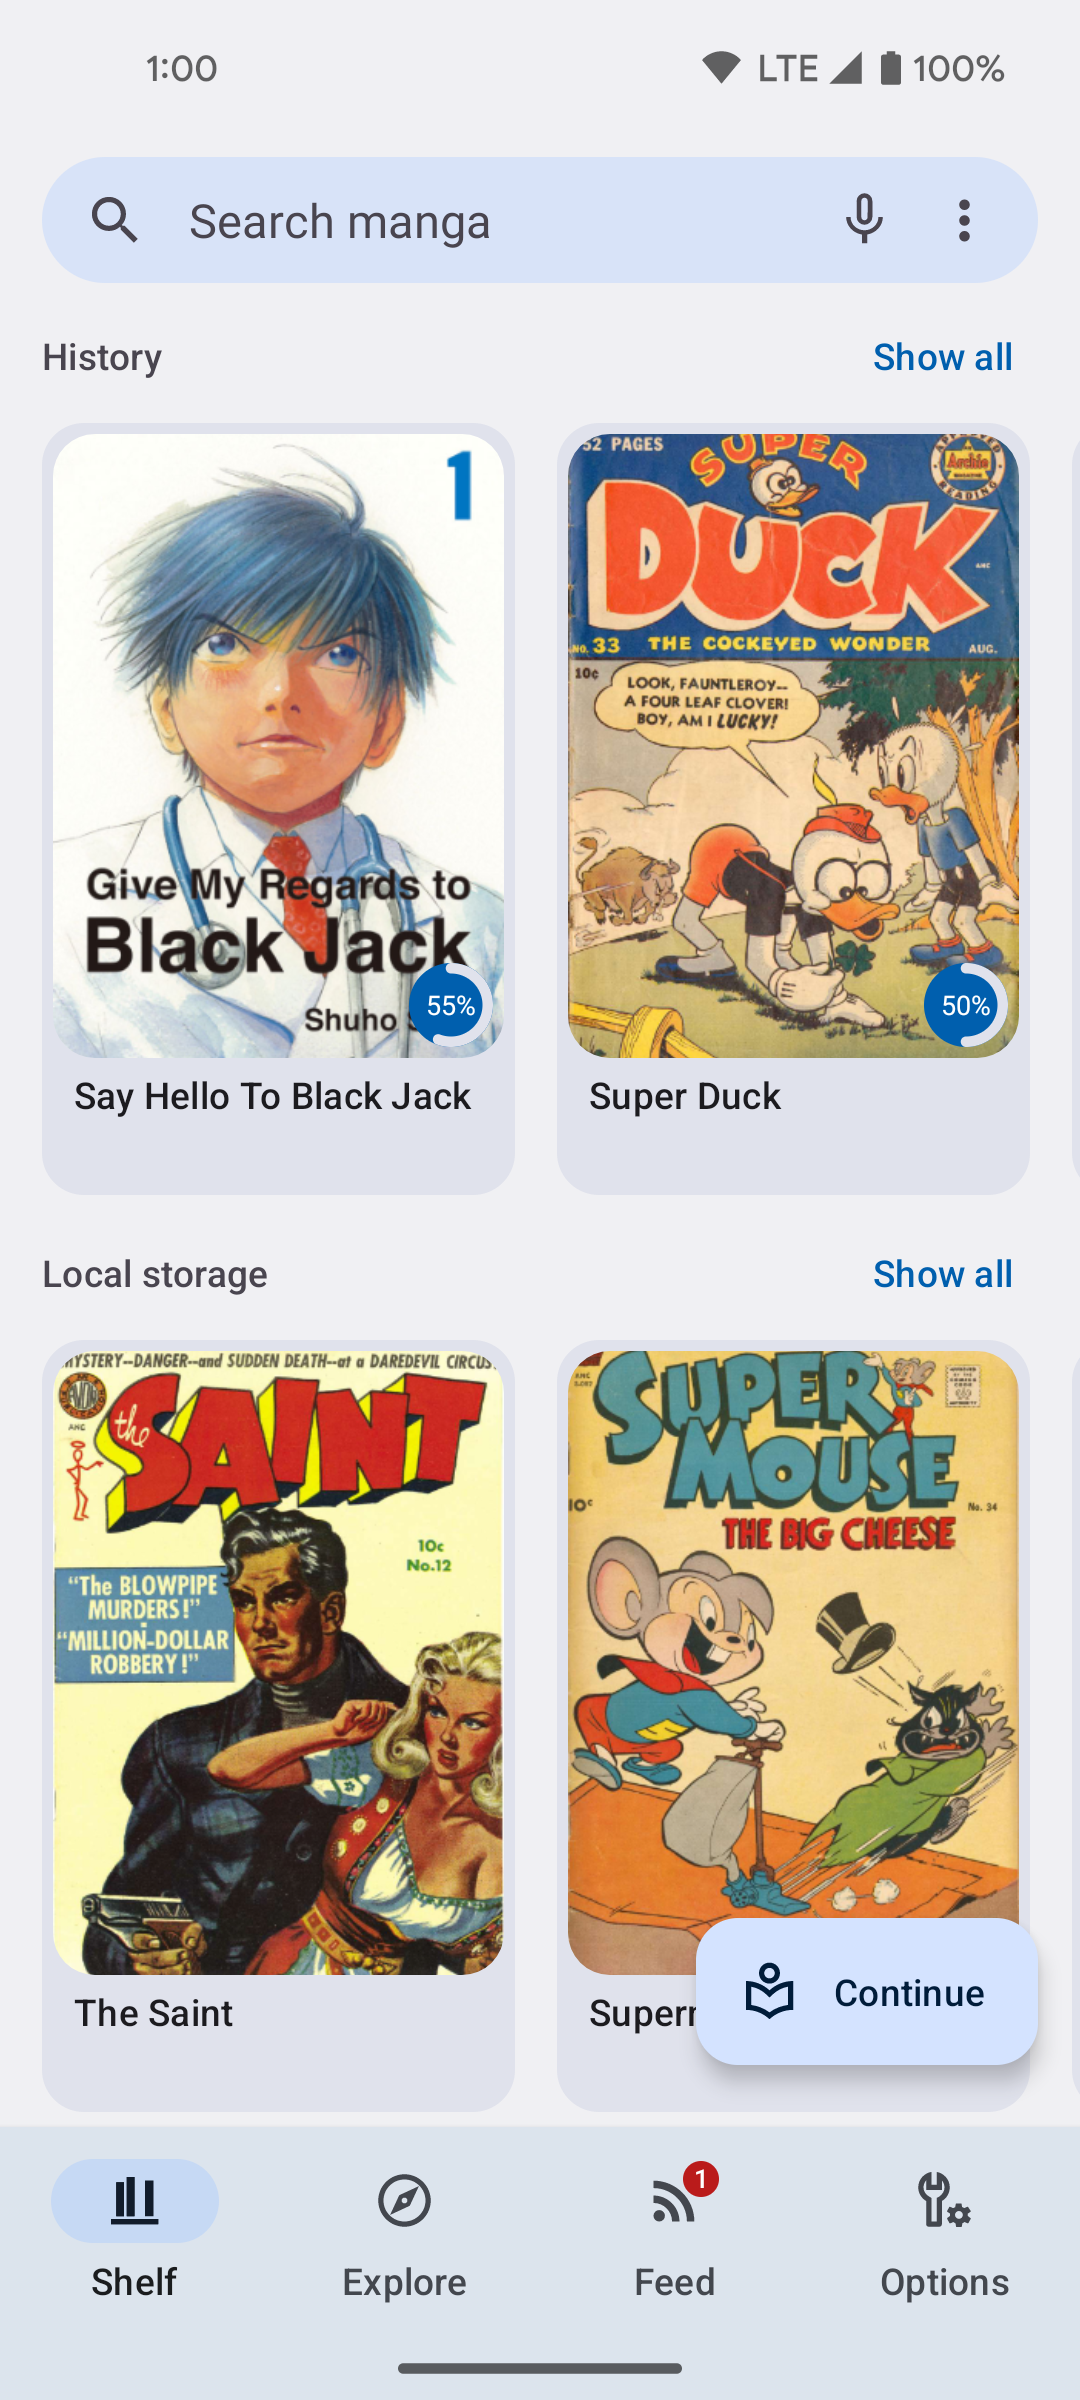 1:00
LTE
100%
Search manga
History
Show all
1
Give My Regards to
Black Jack
Shuho
55%
Say Hello To Black Jack
52 PAGES
SUPER
DUCK
Archie
READING
No. 33
THE COCKEYED WONDER
AUG.
10¢
LOOK, FAUNTLEROY--
A FOUR LEAF CLOVER!
BOY, AM I LUCKY!
50%
Super Duck
Local storage
Show all
MYSTERY--DANGER--and SUDDEN DEATH--at a DAREDEVIL CIRCUS
AVON
the
SAINT
10c
No.12
“The BLOWPIPE
MURDERS!”
“MILLION-DOLLAR
ROBBERY!”
The Saint
SUPER
MOUSE
10¢
No. 34
THE BIG CHEESE
Super
Continue
Shelf
Explore
1
Feed
Options